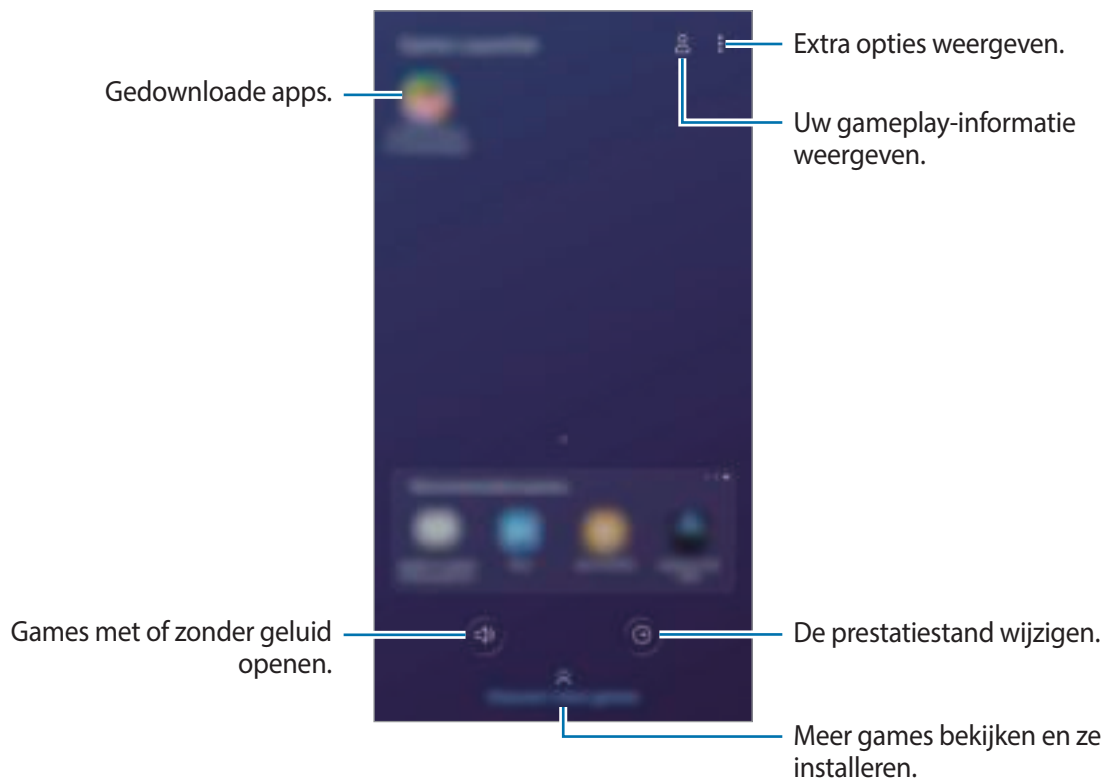 Extra opties weergeven.
Gedownloade apps.
Uw gameplay-informatie
weergeven.
Games met of zonder geluid
openen.
De prestatiestand wijzigen.
Meer games bekijken en ze
installeren.